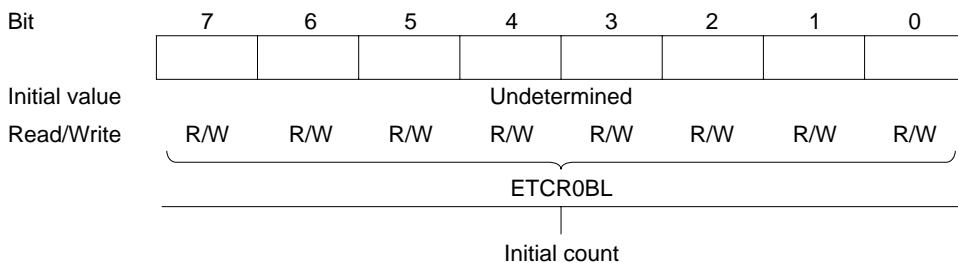 Bit 7 6 5 4 3 2 1 0
Initial value Undetermined
Read/Write R/W R/W R/W R/W R/W R/W R/W R/W
ETCR0BL
Initial count